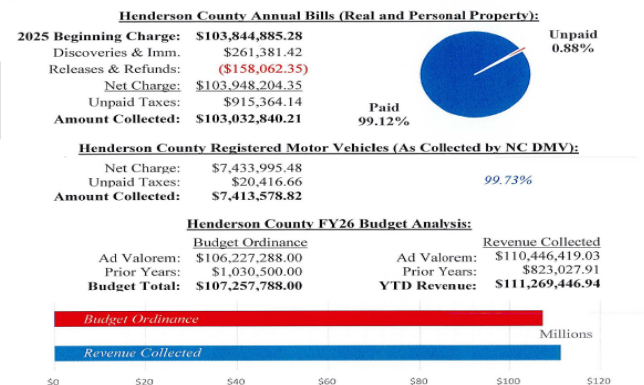 Henderson County Annual Bills (Real and Personal Property):
2025 Beginning Charge: $103,844,885.28
Discoveries & Imm. $261,381.42
Releases & Refunds: ($158,062.35)
Net Charge: $103,948,204.35
Unpaid Taxes: $915,364.14
Amount Collected: $103,032,840.21
Unpaid
0.88%
Paid
99.12%
Henderson County Registered Motor Vehicles (As Collected by NC DMV):
Net Charge: $7,433,995.48
Unpaid Taxes: $20,416.66
Amount Collected: $7,413,578.82
99.73%
Henderson County FY26 Budget Analysis:
Budget Ordinance Revenue Collected
Ad Valorem: $106,227,288.00 Ad Valorem: $110,446,419.03
Prior Years: $1,030,500.00 Prior Years: $823,027.91
Budget Total: $107,257,788.00 YTD Revenue: $111,269,446.94
Budget Ordinance
Millions
Revenue Collected
$0 $20 $40 $60 $80 $100 $120